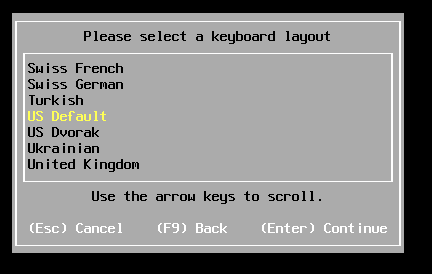 Please select a keyboard layout
Swiss French
Swiss German
Turkish
US Default
US Dvorak
Ukrainian
United Kingdom
Use the arrow keys to scroll.
(Esc) Cancel (F9) Back (Enter) Continue